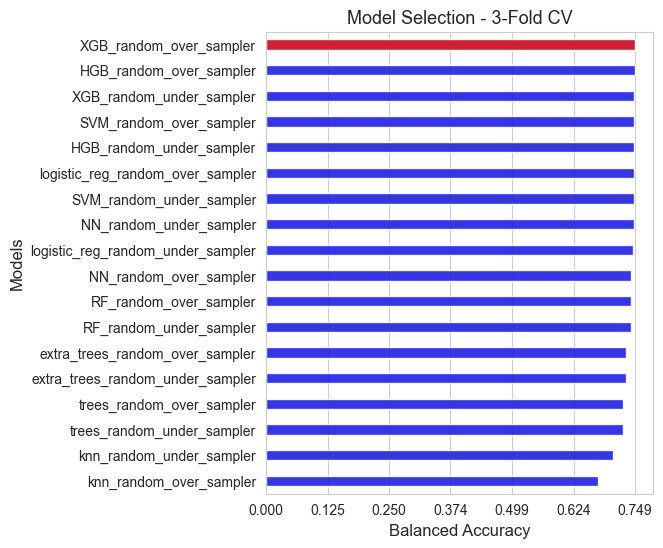 Model Selection - 3-Fold CV
XGB_random_over_sampler
HGB_random_over_sampler
XGB_random_under_sampler
SVM_random_over_sampler
HGB_random_under_sampler
logistic_reg_random_over_sampler
SVM_random_under_sampler
NN_random_under_sampler
logistic_reg_random_under_sampler
NN_random_over_sampler
RF_random_over_sampler
RF_random_under_sampler
extra_trees_random_over_sampler
extra_trees_random_under_sampler
trees_random_over_sampler
trees_random_under_sampler
knn_random_under_sampler
knn_random_over_sampler
Models
0.000 0.125 0.250 0.374 0.499 0.624 0.749
Balanced Accuracy